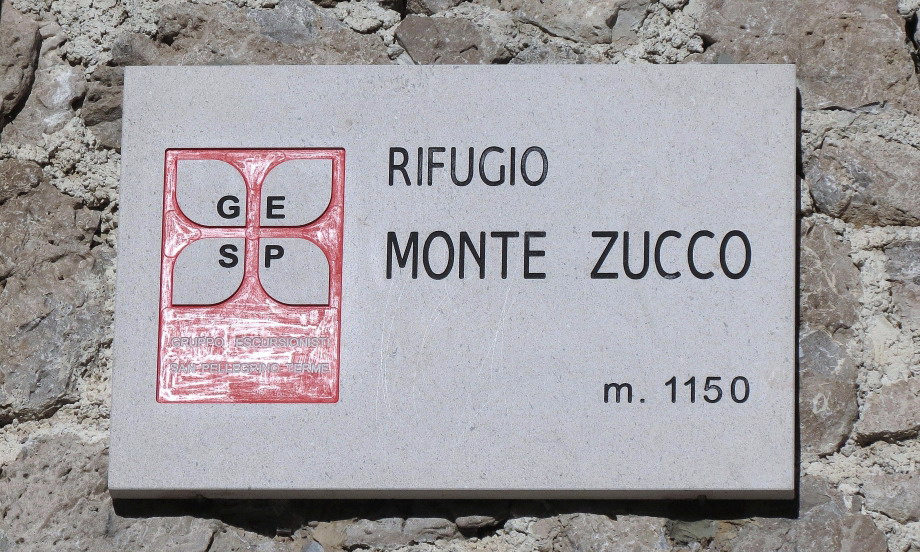 G E
S P
GRUPPO ESCURSIONISTI
SAN PELLEGRINO TERME
RIFUGIO
MONTE ZUCCO
m. 1150